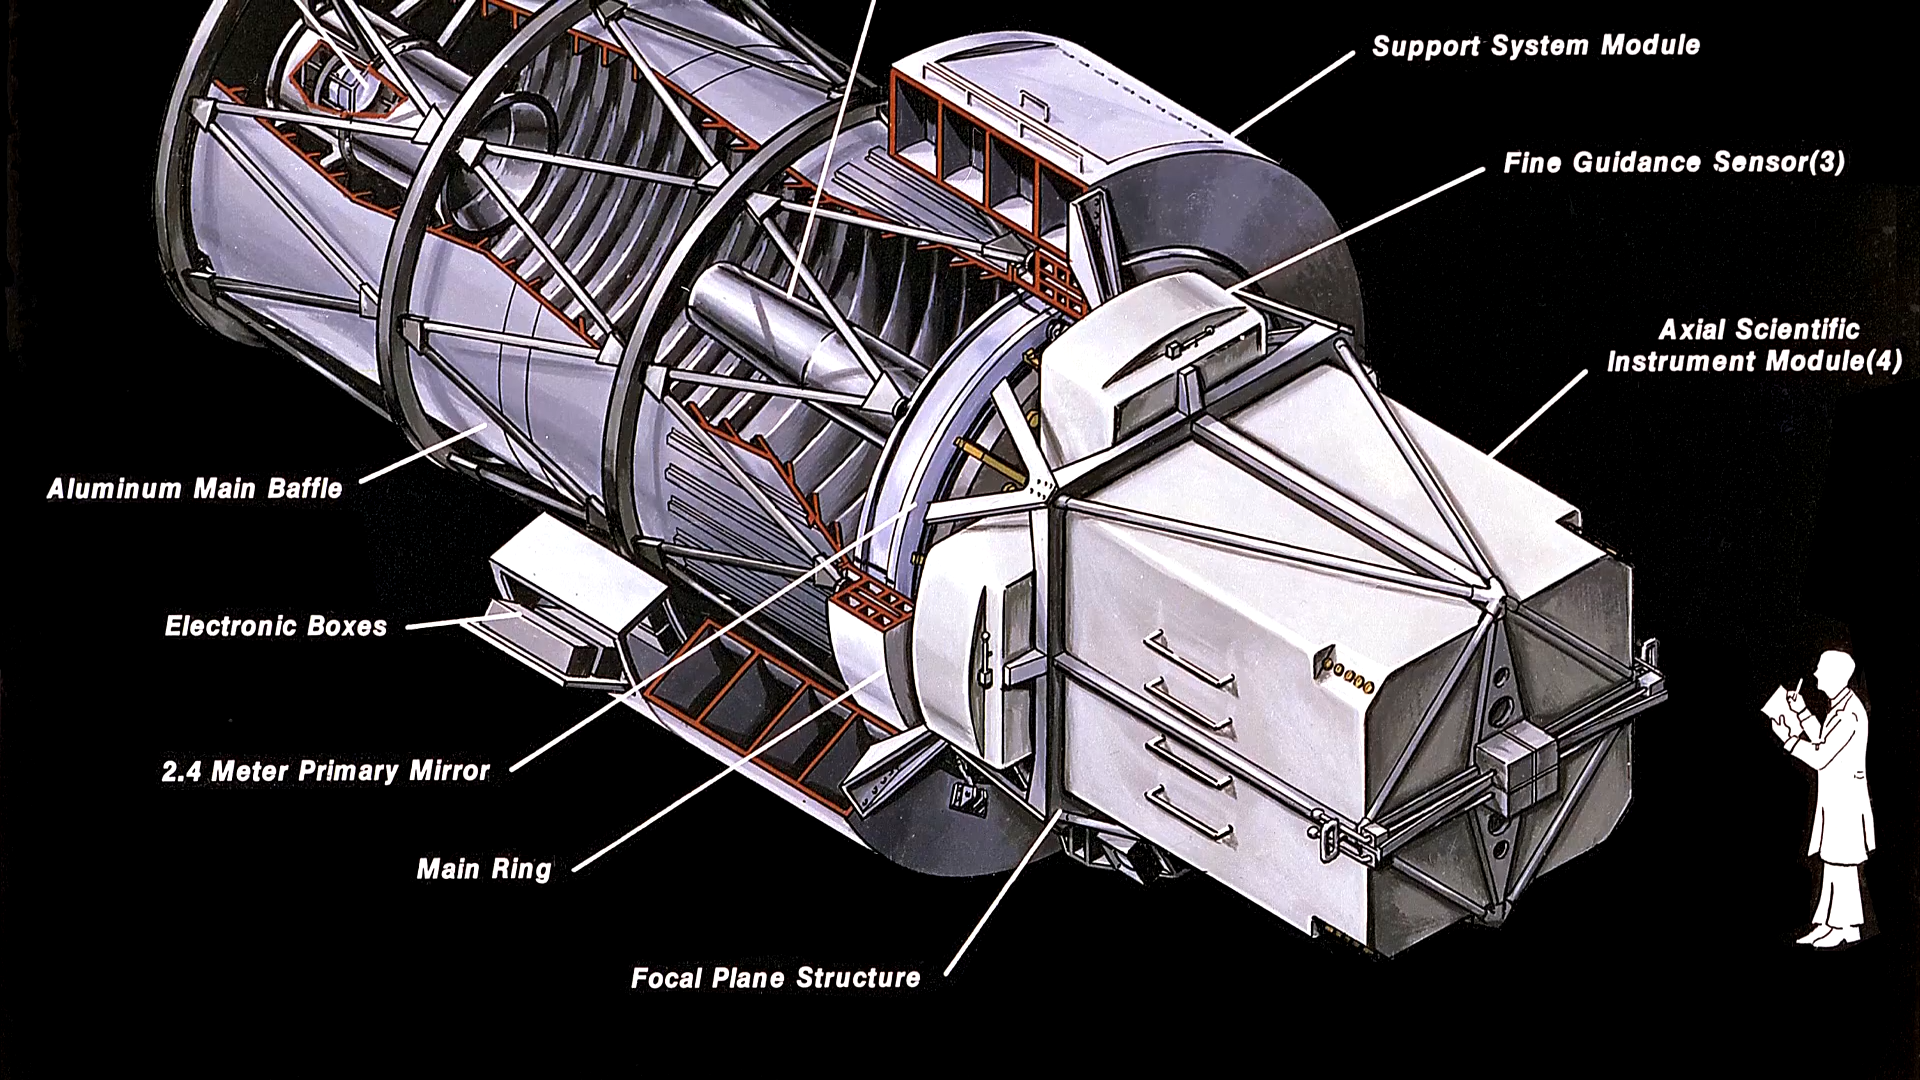 Support System Module
Fine Guidance Sensor(3)
Axial Scientific
Instrument Module(4)
Aluminum Main Baffle
Electronic Boxes
2.4 Meter Primary Mirror
Main Ring
Focal Plane Structure